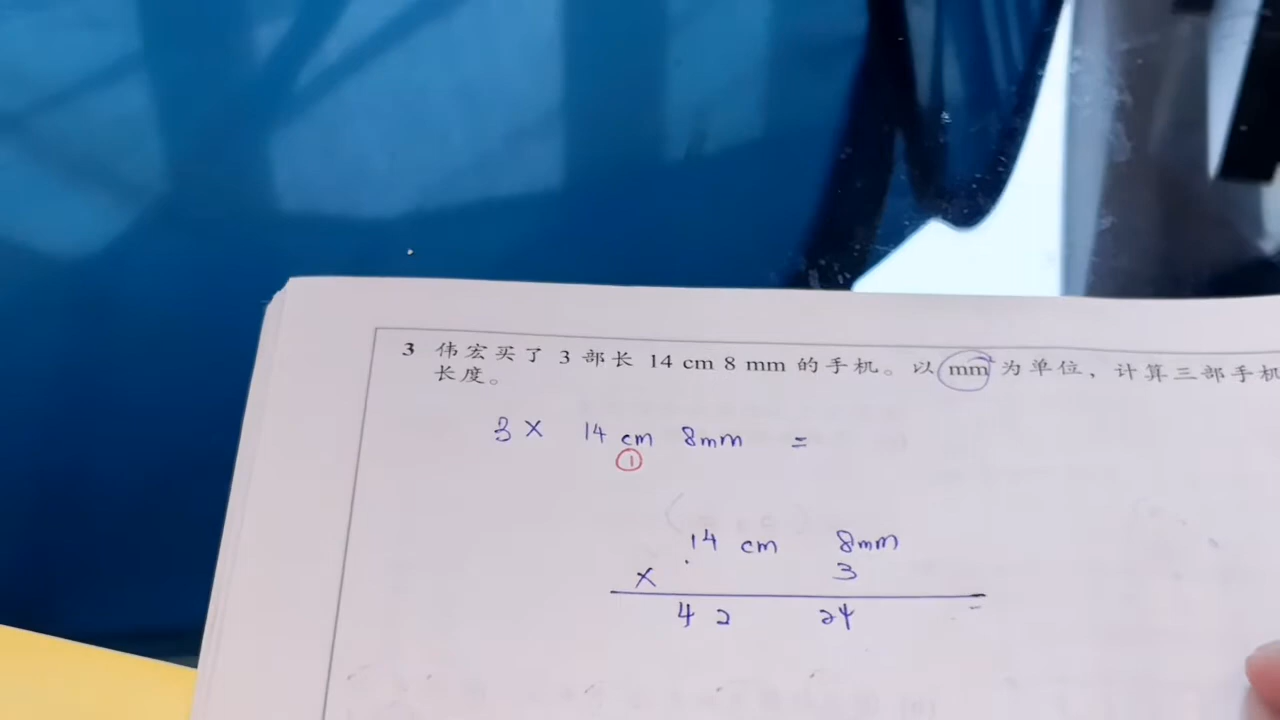 3 伟宏买了 3 部长 14 cm 8 mm 的手机。以 mm 为单位，计算三部手机
长度。
3 × 14 cm 8mm =
1
14 cm 8mm
× 3
42 24